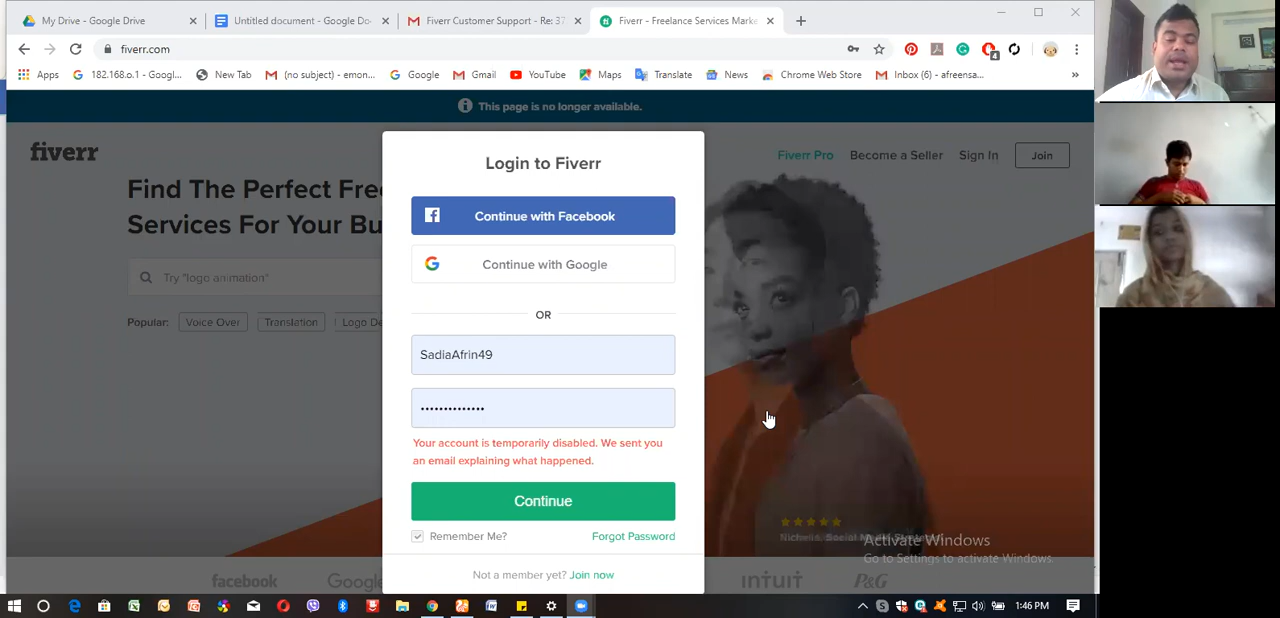 My Drive - Google Drive
Untitled document - Google Do
Fiverr Customer Support - Re: 37
Fiverr - Freelance Services Marke
fiverr.com
4
Apps
192.168.o.1 - Googl...
New Tab
(no subject) - emon...
Google
Gmail
YouTube
Maps
Translate
News
Chrome Web Store
Inbox (6) - afreensa...
»
This page is no longer available.
fiverr
Fiverr Pro
Become a Seller
Sign In
Join
Find The Perfect Fre
Services For Your Bu
Try "logo animation"
Popular:
Voice Over
Translation
Logo De
Login to Fiverr
Continue with Facebook
Continue with Google
OR
SadiaAfrin49
••••••••••••••
Your account is temporarily disabled. We sent you
an email explaining what happened.
Continue
Remember Me?
Forgot Password
Not a member yet? Join now
Activate Windows
Go to Settings to activate Windows.
facebook
Google
intuit
P&G
1:46 PM